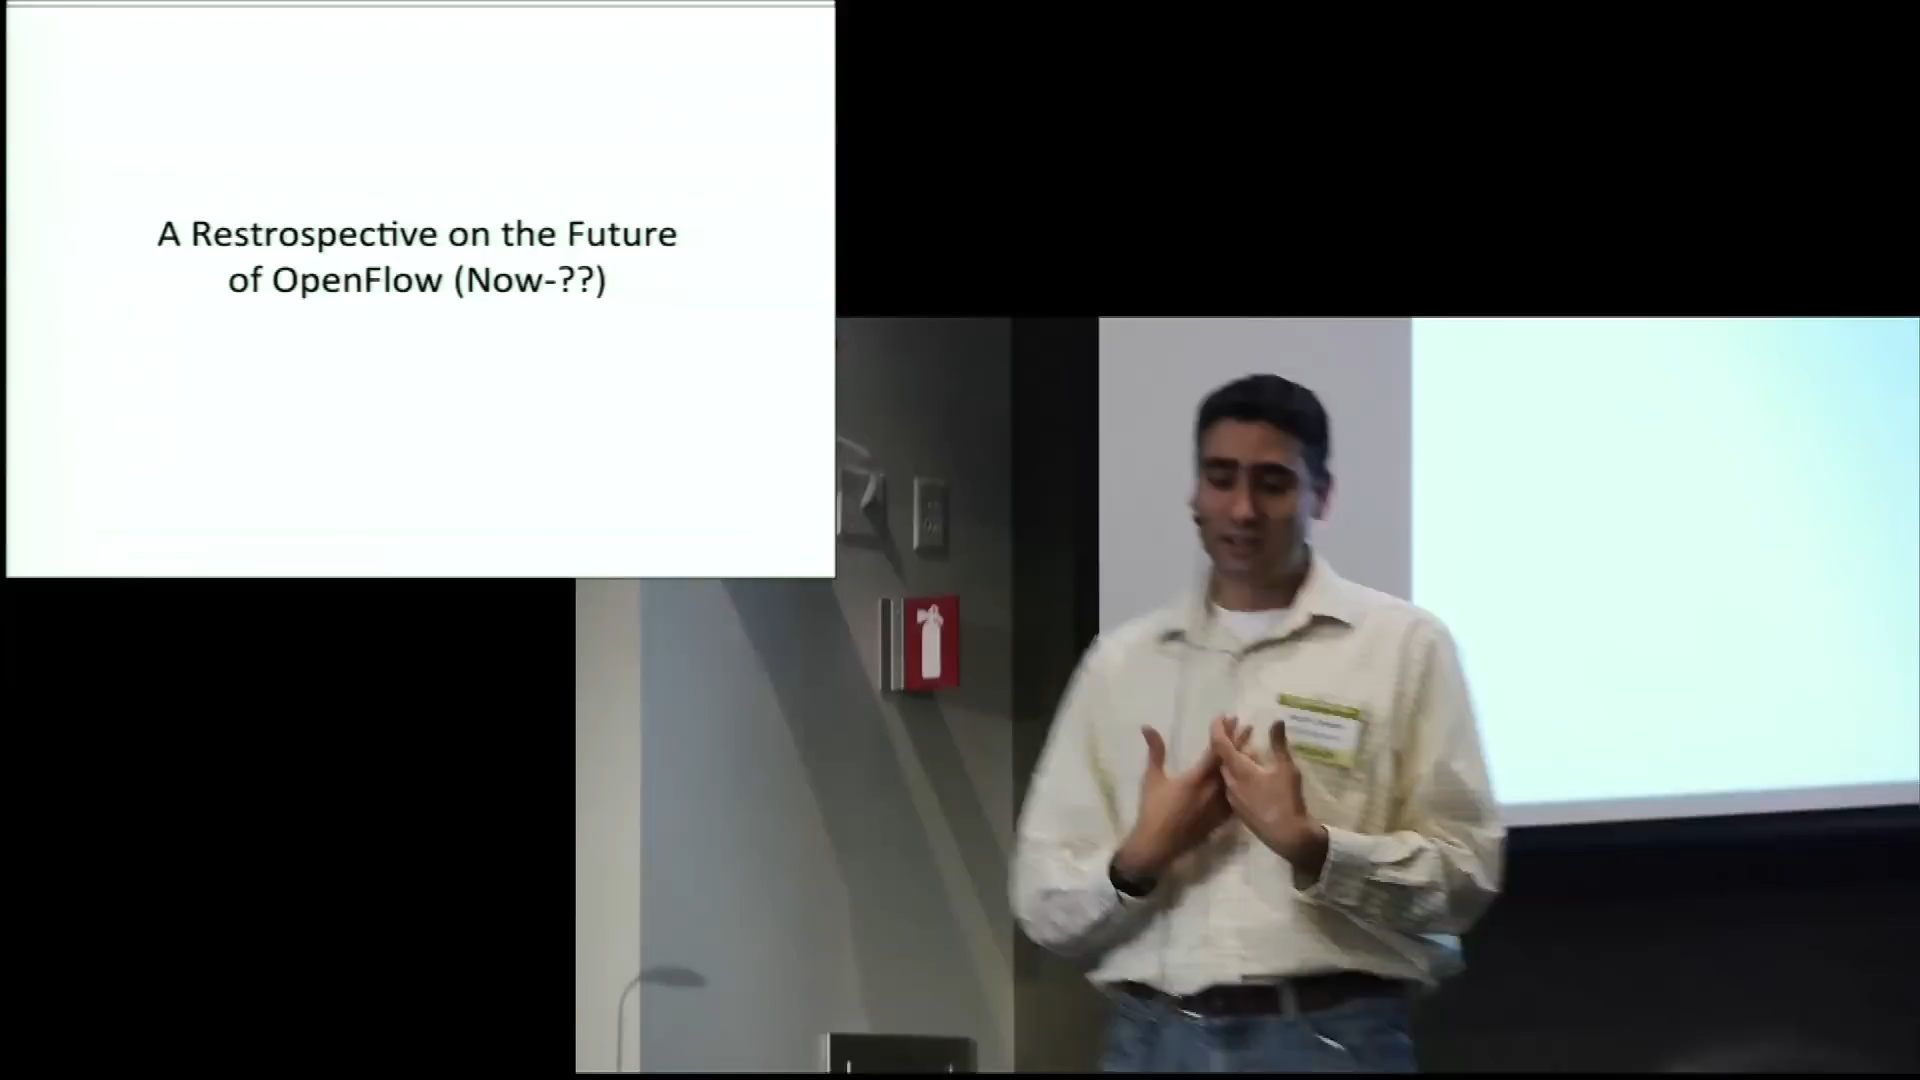 A Restrospective on the Future
of OpenFlow (Now-??)